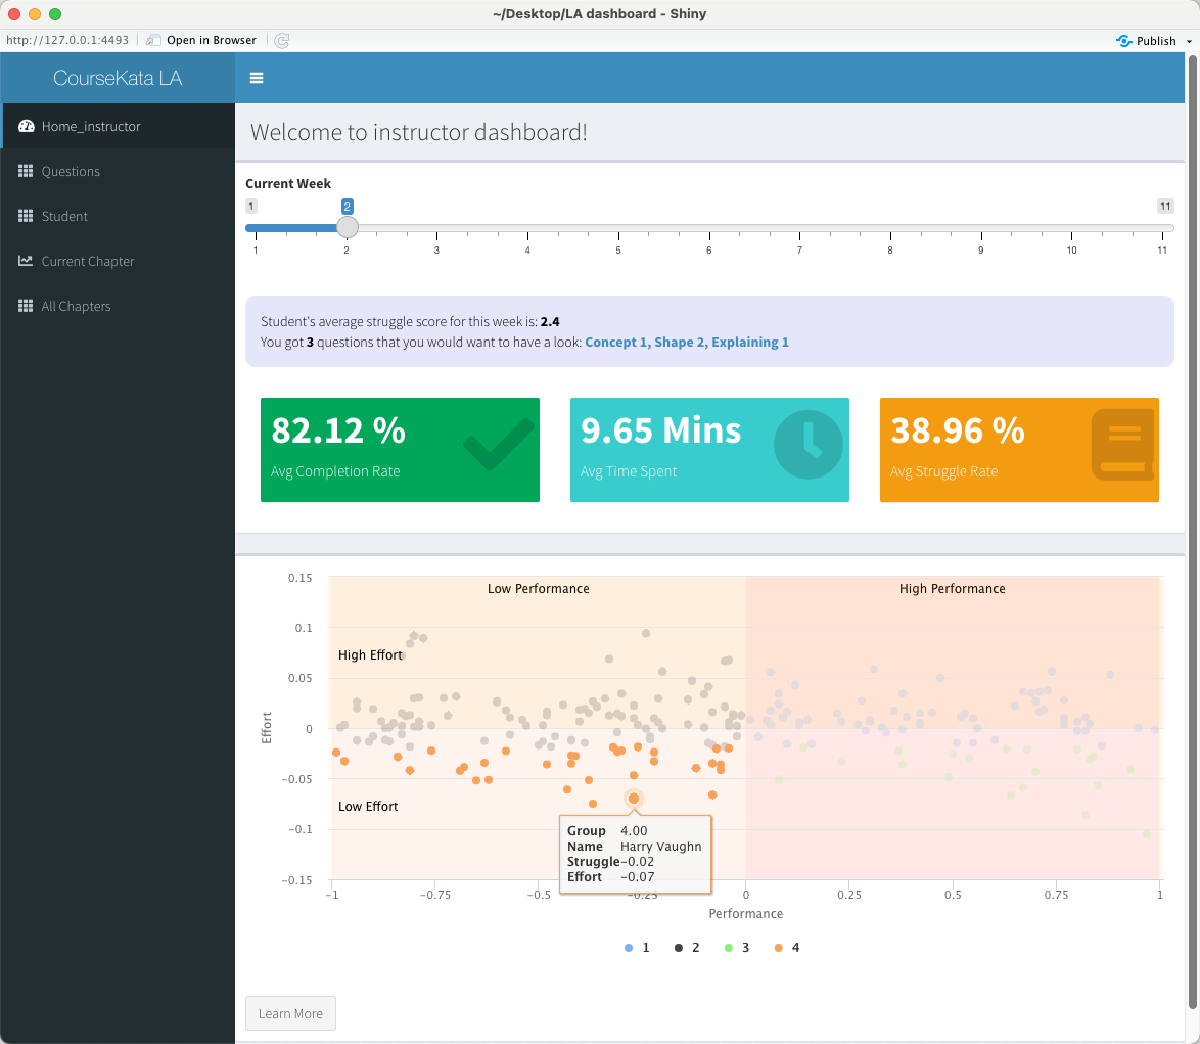 ~/Desktop/LA dashboard - Shiny
http://127.0.0.1:4493 Open in Browser Publish
CourseKata LA
Home_instructor
Questions
Student
Current Chapter
All Chapters
Welcome to instructor dashboard!
Current Week
1 2 11
1 2 3 4 5 6 7 8 9 10 11
Student's average struggle score for this week is: 2.4
You got 3 questions that you would want to have a look: Concept 1, Shape 2, Explaining 1
82.12 %
Avg Completion Rate
9.65 Mins
Avg Time Spent
38.96 %
Avg Struggle Rate
Low Performance High Performance
High Effort
Low Effort
Effort
0.15
0.1
0.05
0
−0.05
−0.1
−0.15
Group 4.00
Name Harry Vaughn
Struggle −0.02
Effort −0.07
−1 −0.75 −0.5 −0.25 0 0.25 0.5 0.75 1
Performance
1 2 3 4
Learn More